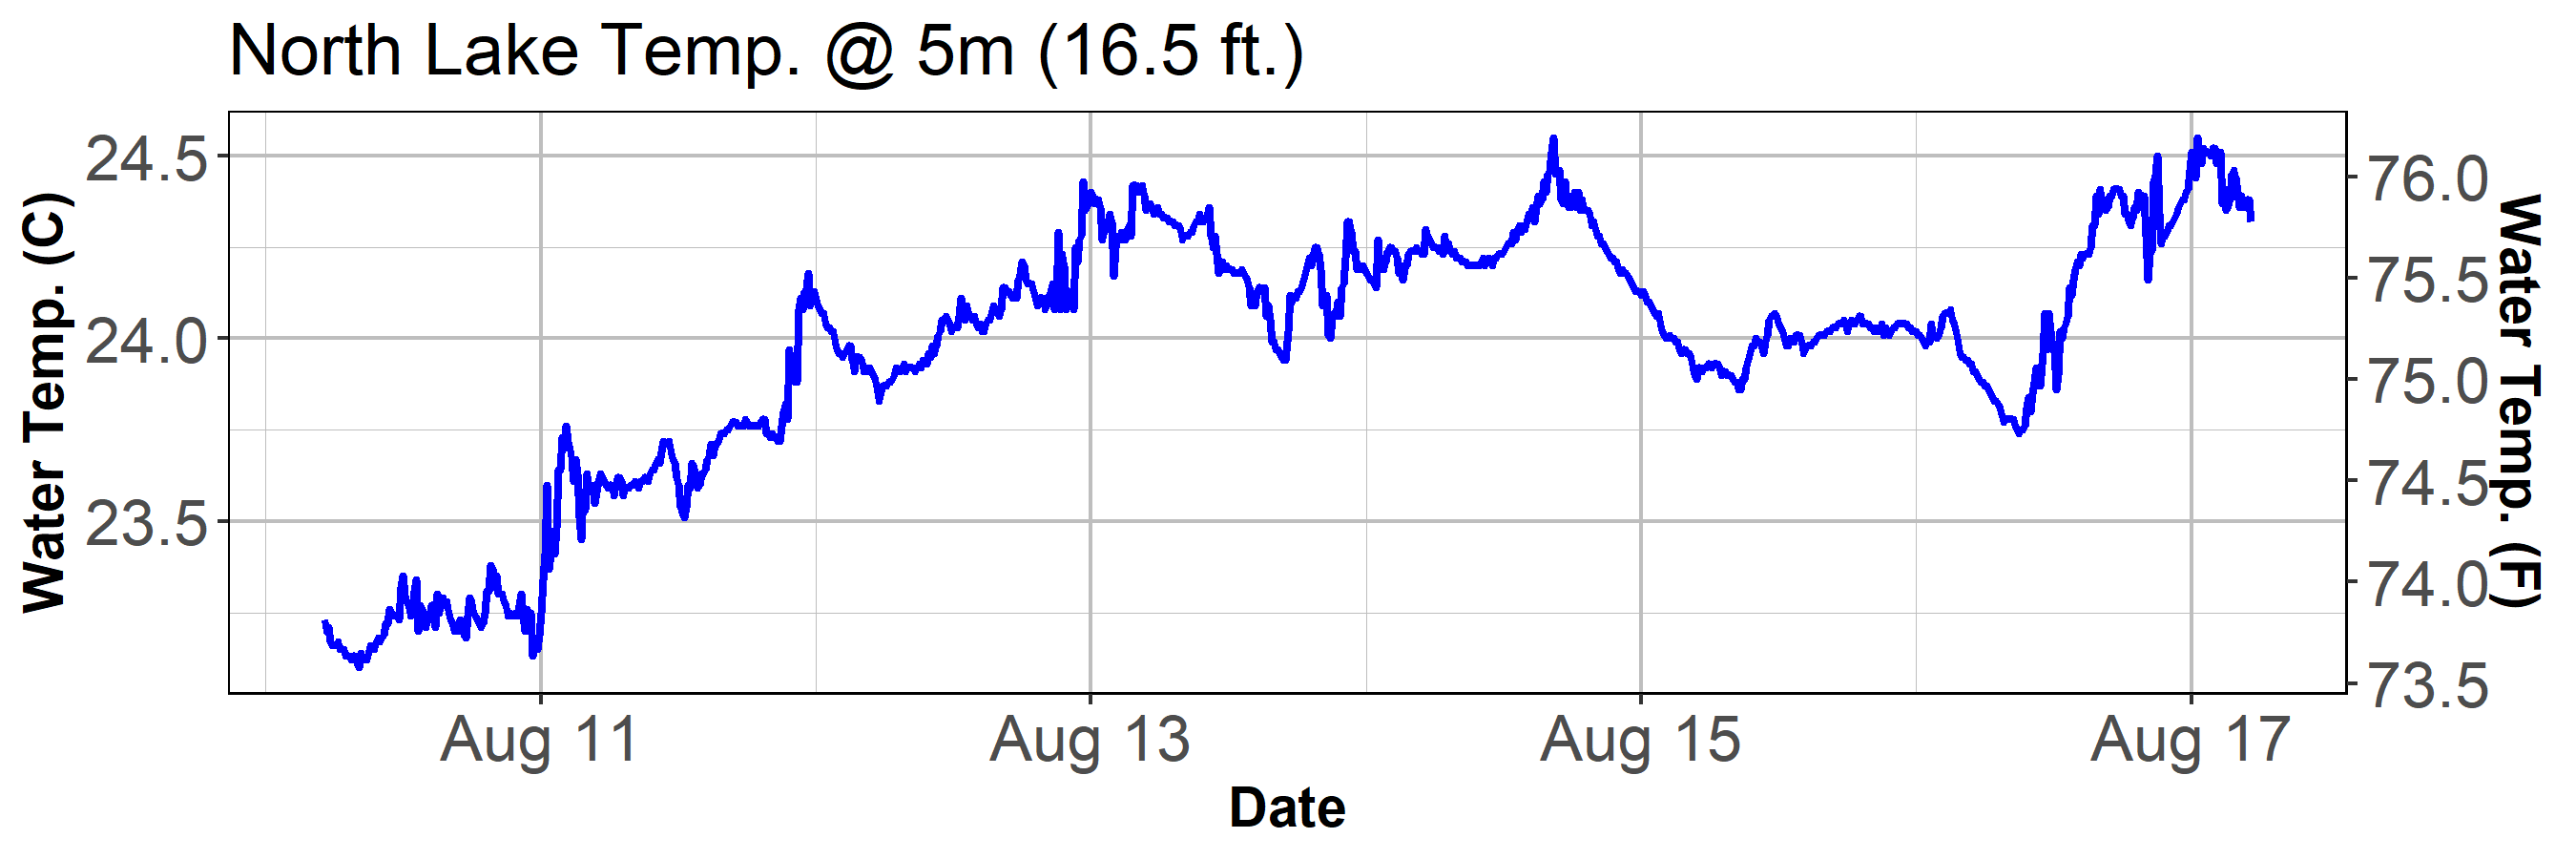 North Lake Temp. @ 5m (16.5 ft.)
Water Temp. (C)
24.5
24.0
23.5
76.0
75.5
75.0
74.5
74.0
73.5
Water Temp. (F)
Aug 11 Aug 13 Aug 15 Aug 17
Date